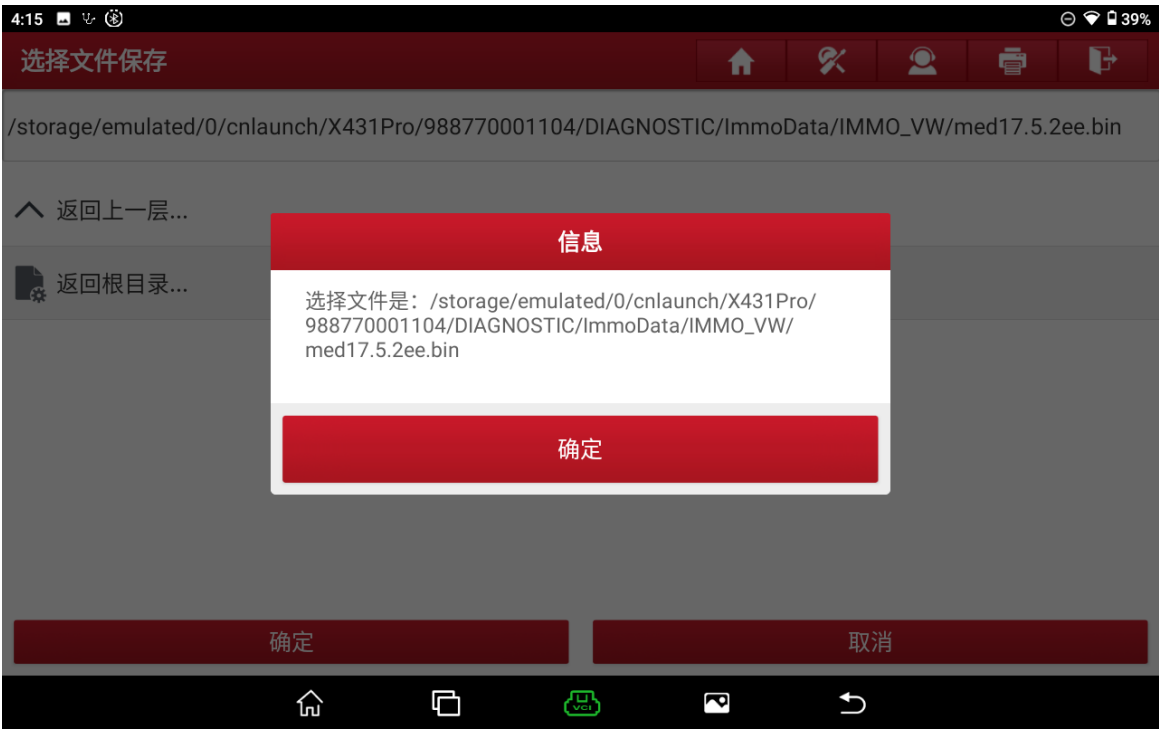 4:15
39%
选择文件保存
/storage/emulated/0/cnlaunch/X431Pro/988770001104/DIAGNOSTIC/ImmoData/IMMO_VW/med17.5.2ee.bin
返回上一层...
返回根目录...
信息
选择文件是：/storage/emulated/0/cnlaunch/X431Pro/
988770001104/DIAGNOSTIC/ImmoData/IMMO_VW/
med17.5.2ee.bin
确定
确定
取消
VCI